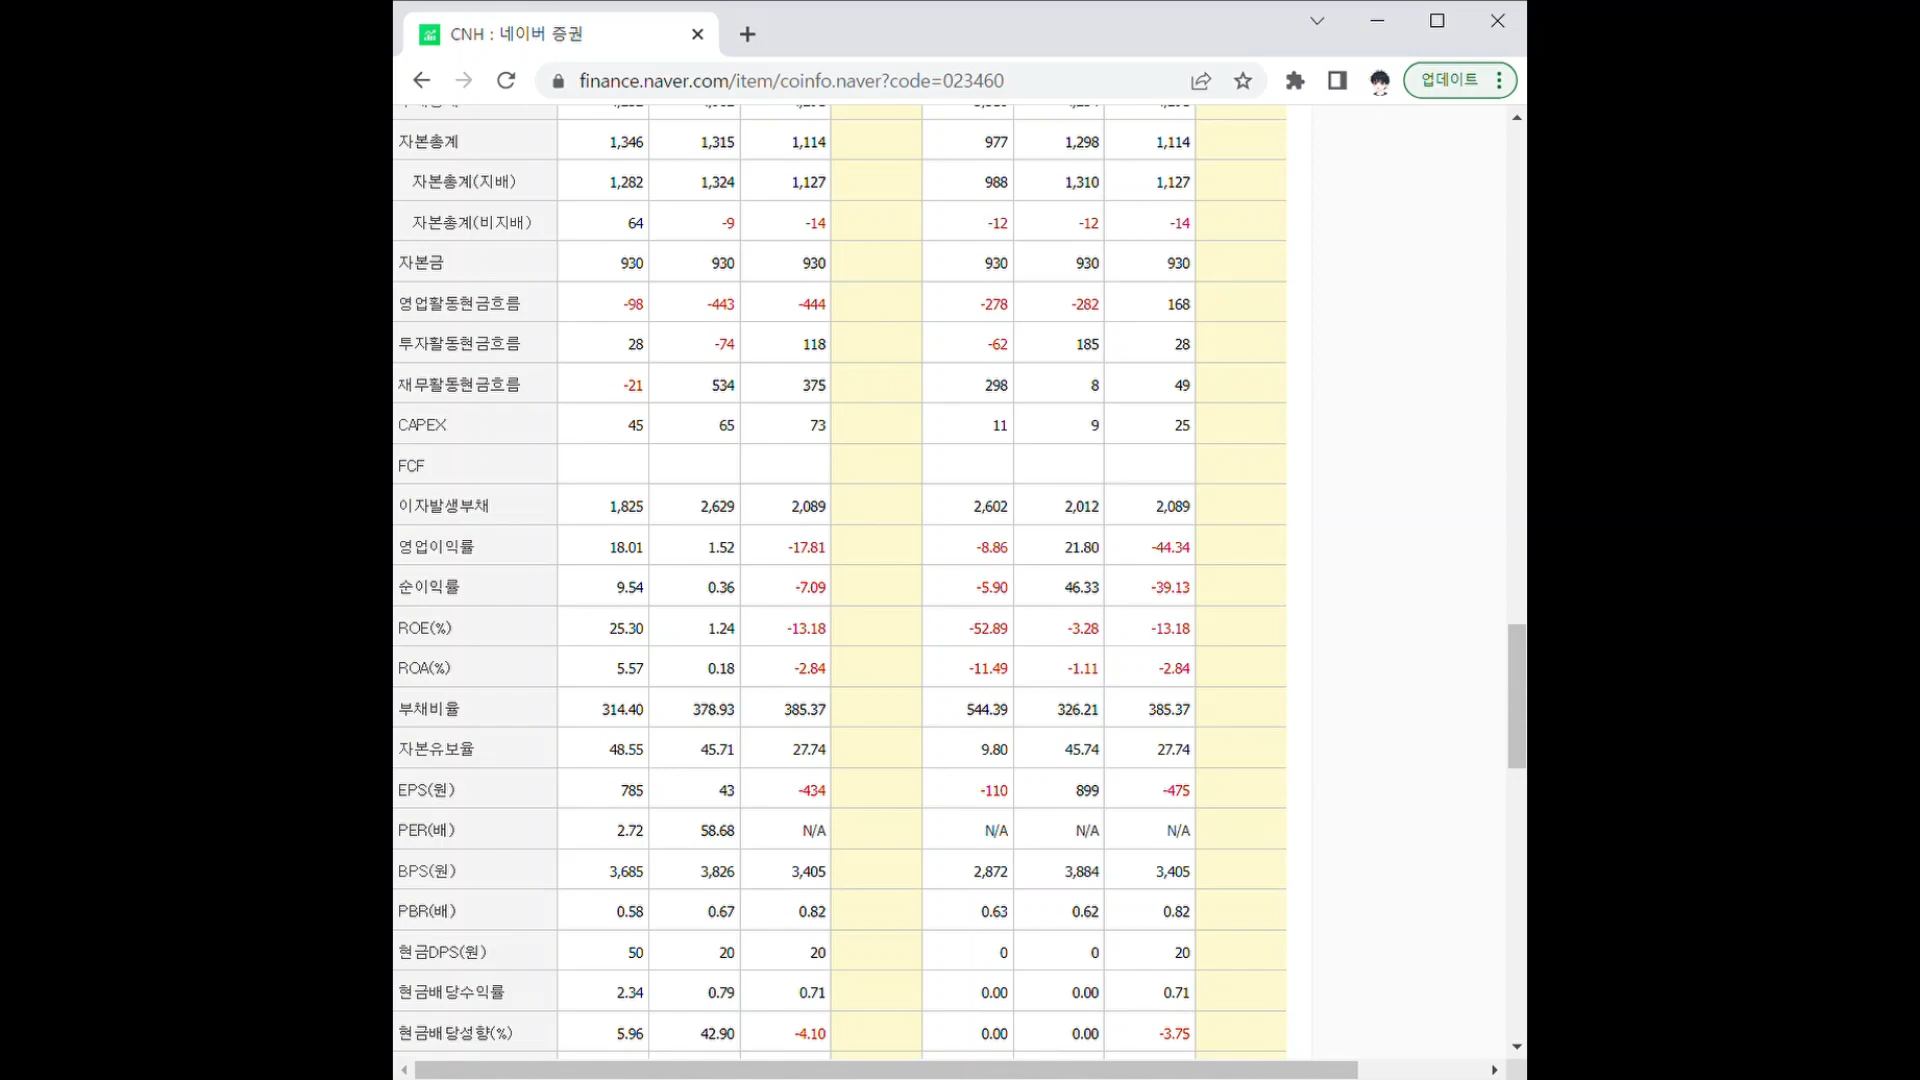 CNH : 네이버 증권
finance.naver.com/item/coinfo.naver?code=023460
업데이트
자본총계 1,346 1,315 1,114 977 1,298 1,114
자본총계(지배) 1,282 1,324 1,127 988 1,310 1,127
자본총계(비지배) 64 -9 -14 -12 -12 -14
자본금 930 930 930 930 930 930
영업활동현금흐름 -98 -443 -444 -278 -282 168
투자활동현금흐름 28 -74 118 -62 185 28
재무활동현금흐름 -21 534 375 298 8 49
CAPEX 45 65 73 11 9 25
FCF
이자발생부채 1,825 2,629 2,089 2,602 2,012 2,089
영업이익률 18.01 1.52 -17.81 -8.86 21.80 -44.34
순이익률 9.54 0.36 -7.09 -5.90 46.33 -39.13
ROE(%) 25.30 1.24 -13.18 -52.89 -3.28 -13.18
ROA(%) 5.57 0.18 -2.84 -11.49 -1.11 -2.84
부채비율 314.40 378.93 385.37 544.39 326.21 385.37
자본유보율 48.55 45.71 27.74 9.80 45.74 27.74
EPS(원) 785 43 -434 -110 899 -475
PER(배) 2.72 58.68 N/A N/A N/A N/A
BPS(원) 3,685 3,826 3,405 2,872 3,884 3,405
PBR(배) 0.58 0.67 0.82 0.63 0.62 0.82
현금DPS(원) 50 20 20 0 0 20
현금배당수익률 2.34 0.79 0.71 0.00 0.00 0.71
현금배당성향(%) 5.96 42.90 -4.10 0.00 0.00 -3.75